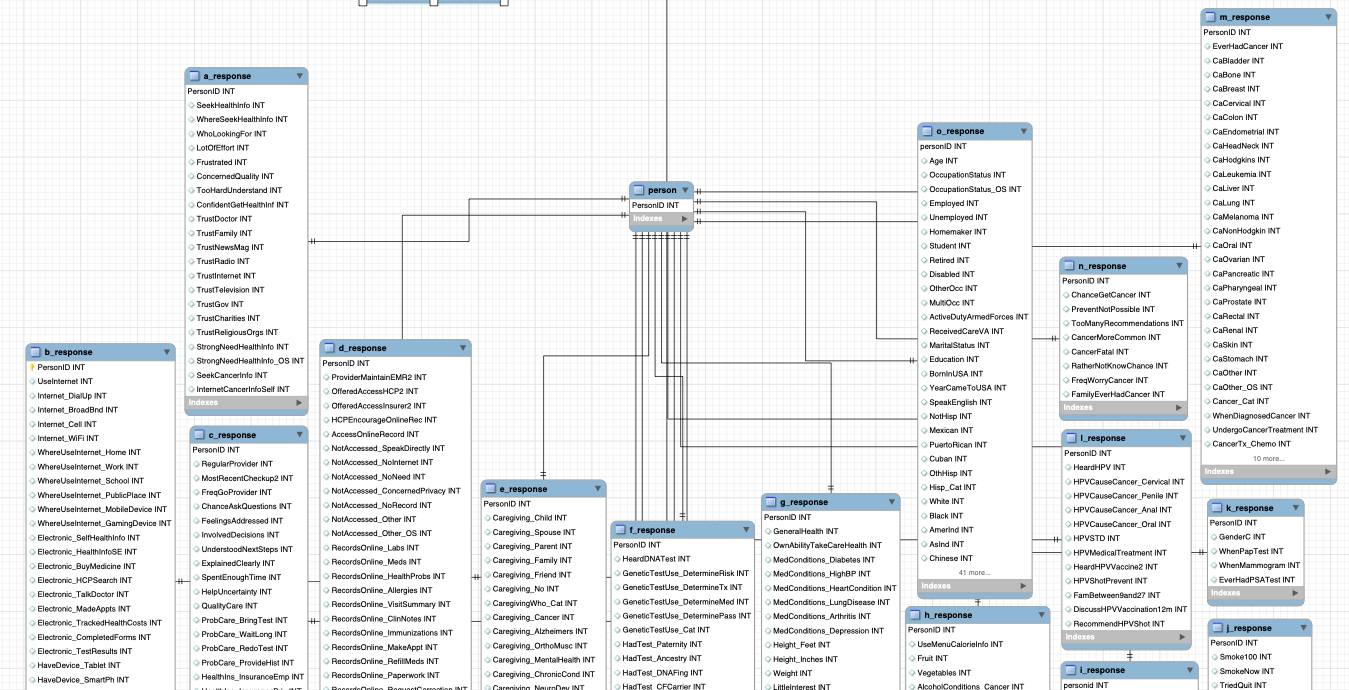 a_response
PersonID INT
SeekHealthInfo INT
WhereSeekHealthInfo INT
WhoLookingFor INT
LotOfEffort INT
Frustrated INT
ConcernedQuality INT
TooHardUnderstand INT
ConfidentGetHealthInf INT
TrustDoctor INT
TrustFamily INT
TrustNewsMag INT
TrustRadio INT
TrustInternet INT
TrustTelevision INT
TrustGov INT
TrustCharities INT
TrustReligiousOrgs INT
StrongNeedHealthInfo INT
StrongNeedHealthInfo_OS INT
SeekCancerInfo INT
InternetCancerInfoSelf INT
Indexes
b_response
PersonID INT
UseInternet INT
Internet_DialUp INT
Internet_BroadBnd INT
Internet_Cell INT
Internet_WiFi INT
WhereUseInternet_Home INT
WhereUseInternet_Work INT
WhereUseInternet_School INT
WhereUseInternet_PublicPlace INT
WhereUseInternet_MobileDevice INT
WhereUseInternet_GamingDevice INT
Electronic_SelfHealthInfo INT
Electronic_HealthInfoSE INT
Electronic_BuyMedicine INT
Electronic_HCPSearch INT
Electronic_TalkDoctor INT
Electronic_MadeAppts INT
Electronic_TrackedHealthCosts INT
Electronic_CompletedForms INT
Electronic_TestResults INT
HaveDevice_Tablet INT
HaveDevice_SmartPh INT
c_response
PersonID INT
RegularProvider INT
MostRecentCheckup2 INT
FreqGoProvider INT
ChanceAskQuestions INT
FeelingsAddressed INT
InvolvedDecisions INT
UnderstoodNextSteps INT
ExplainedClearly INT
SpentEnoughTime INT
HelpUncertainty INT
QualityCare INT
ProbCare_BringTest INT
ProbCare_WaitLong INT
ProbCare_RedoTest INT
ProbCare_ProvideHist INT
HealthIns_InsuranceEmp INT
d_response
PersonID INT
ProviderMaintainEMR2 INT
OfferedAccessHCP2 INT
OfferedAccessInsurer2 INT
HCPEncourageOnlineRec INT
AccessOnlineRecord INT
NotAccessed_SpeakDirectly INT
NotAccessed_NoInternet INT
NotAccessed_NoNeed INT
NotAccessed_ConcernedPrivacy INT
NotAccessed_NoRecord INT
NotAccessed_Other INT
NotAccessed_Other_OS INT
RecordsOnline_Labs INT
RecordsOnline_Meds INT
RecordsOnline_HealthProbs INT
RecordsOnline_Allergies INT
RecordsOnline_VisitSummary INT
RecordsOnline_ClinNotes INT
RecordsOnline_Immunizations INT
RecordsOnline_MakeAppt INT
RecordsOnline_RefillMeds INT
RecordsOnline_Paperwork INT
RecordsOnline_RequestCorrection INT
person
PersonID INT
Indexes
e_response
PersonID INT
Caregiving_Child INT
Caregiving_Spouse INT
Caregiving_Parent INT
Caregiving_Family INT
Caregiving_Friend INT
Caregiving_No INT
CaregivingWho_Cat INT
Caregiving_Cancer INT
Caregiving_Alzheimers INT
Caregiving_OrthoMusc INT
Caregiving_MentalHealth INT
Caregiving_ChronicCond INT
Caregiving_NeuroDev INT
f_response
PersonID INT
HeardDNATest INT
GeneticTestUse_DetermineRisk INT
GeneticTestUse_DetermineTx INT
GeneticTestUse_DetermineMed INT
GeneticTestUse_DeterminePass INT
GeneticTestUse_Cat INT
HadTest_Paternity INT
HadTest_Ancestry INT
HadTest_DNAFing INT
HadTest_CFCarrier INT
g_response
PersonID INT
GeneralHealth INT
OwnAbilityTakeCareHealth INT
MedConditions_Diabetes INT
MedConditions_HighBP INT
MedConditions_HeartCondition INT
MedConditions_LungDisease INT
MedConditions_Arthritis INT
MedConditions_Depression INT
Height_Feet INT
Height_Inches INT
Weight INT
LittleInterest INT
o_response
personID INT
Age INT
OccupationStatus INT
OccupationStatus_OS INT
Employed INT
Unemployed INT
Homemaker INT
Student INT
Retired INT
Disabled INT
OtherOcc INT
MultiOcc INT
ActiveDutyArmedForces INT
ReceivedCareVA INT
MaritalStatus INT
Education INT
BornInUSA INT
YearCameToUSA INT
SpeakEnglish INT
NotHisp INT
Mexican INT
PuertoRican INT
Cuban INT
OthHisp INT
Hisp_Cat INT
White INT
Black INT
AmerInd INT
AsInd INT
Chinese INT
41 more...
Indexes
h_response
PersonID INT
UseMenuCalorieInfo INT
Fruit INT
Vegetables INT
AlcoholConditions_Cancer INT
n_response
PersonID INT
ChanceGetCancer INT
PreventNotPossible INT
TooManyRecommendations INT
CancerMoreCommon INT
CancerFatal INT
RatherNotKnowChance INT
FreqWorryCancer INT
FamilyEverHadCancer INT
Indexes
l_response
PersonID INT
HeardHPV INT
HPVCauseCancer_Cervical INT
HPVCauseCancer_Penile INT
HPVCauseCancer_Anal INT
HPVCauseCancer_Oral INT
HPVSTD INT
HPVMedicalTreatment INT
HeardHPVVaccine2 INT
HPVShotPrevent INT
FamBetween9and27 INT
DiscussHPVVaccination12m INT
RecommendHPVShot INT
Indexes
i_response
personid INT
m_response
PersonID INT
EverHadCancer INT
CaBladder INT
CaBone INT
CaBreast INT
CaCervical INT
CaColon INT
CaEndometrial INT
CaHeadNeck INT
CaHodgkins INT
CaLeukemia INT
CaLiver INT
CaLung INT
CaMelanoma INT
CaNonHodgkin INT
CaOral INT
CaOvarian INT
CaPancreatic INT
CaPharyngeal INT
CaProstate INT
CaRectal INT
CaRenal INT
CaSkin INT
CaStomach INT
CaOther INT
CaOther_OS INT
Cancer_Cat INT
WhenDiagnosedCancer INT
UndergoCancerTreatment INT
CancerTx_Chemo INT
10 more...
Indexes
k_response
PersonID INT
GenderC INT
WhenPapTest INT
WhenMammogram INT
EverHadPSATest INT
Indexes
j_response
PersonID INT
Smoke100 INT
SmokeNow INT
TriedQuit INT